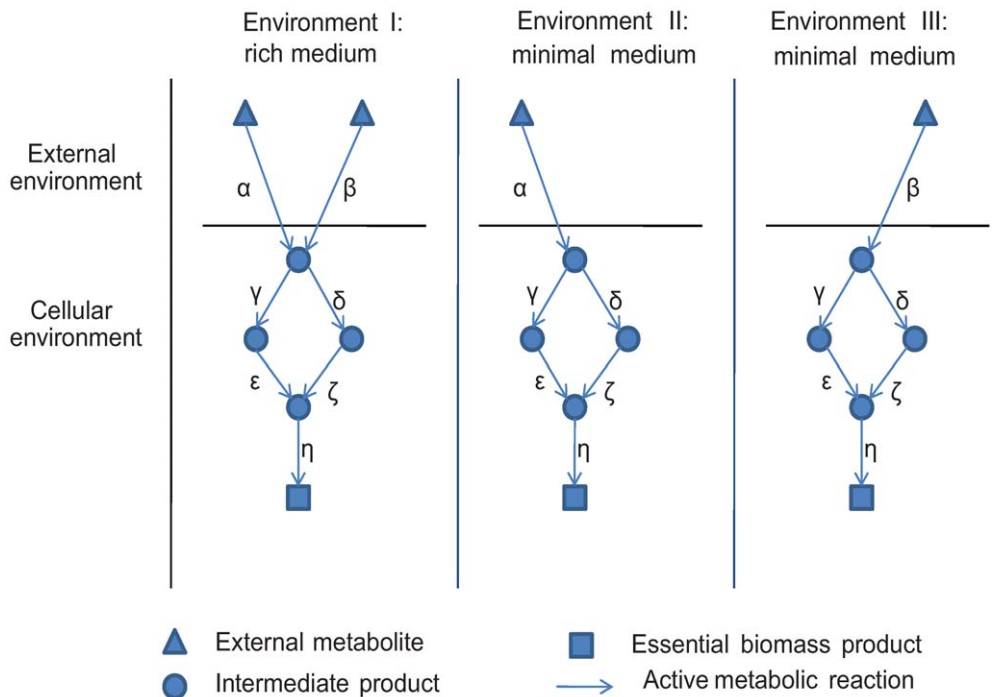 Environment I:
rich medium
Environment II:
minimal medium
Environment III:
minimal medium
External
environment
α
β
α
β
Cellular
environment
γ
δ
γ
δ
γ
δ
ε
ζ
ε
ζ
ε
ζ
η
η
η
External metabolite
Essential biomass product
Intermediate product
Active metabolic reaction